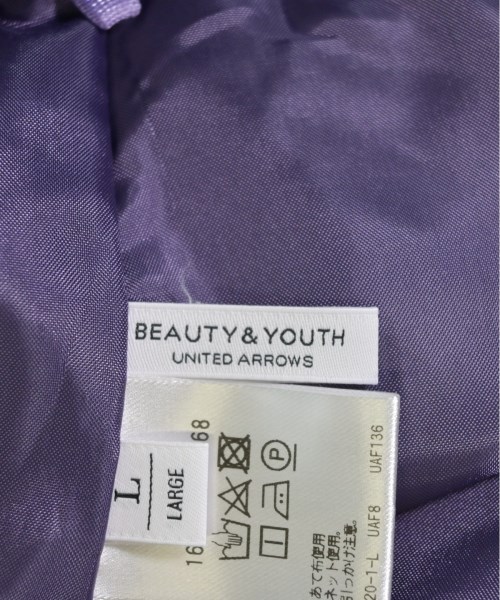 BEAUTY & YOUTH
UNITED ARROWS
L
LARGE
16
68
P
あて布使用
ネット使用。
引っかけ注意。
20-1-L UAF8 UAF136